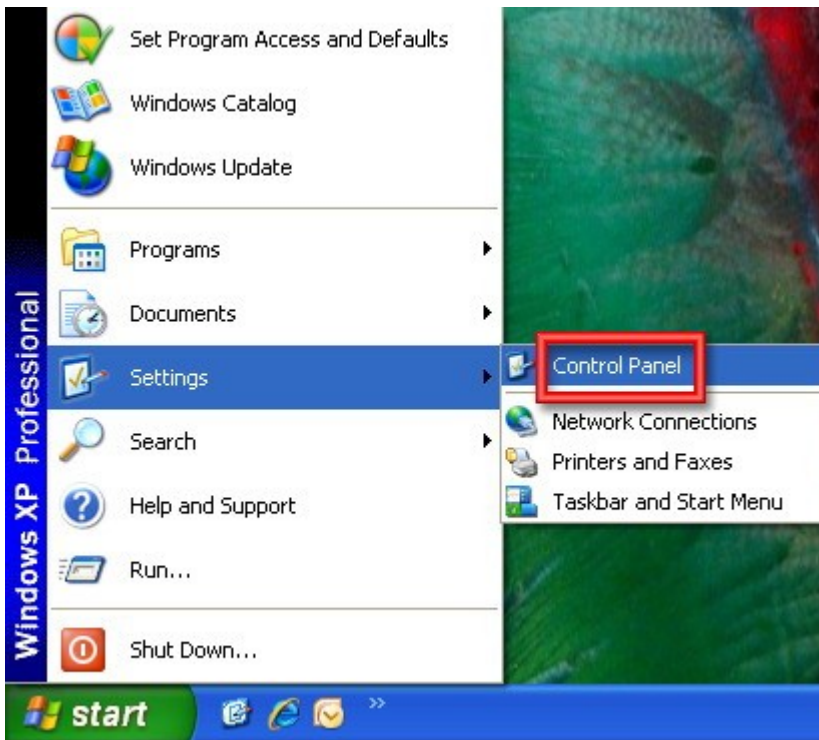 Set Program Access and Defaults
Windows Catalog
Windows Update
Programs
Documents
Settings
Search
Help and Support
Run...
Shut Down...
Control Panel
Network Connections
Printers and Faxes
Taskbar and Start Menu
Windows XP Professional
start